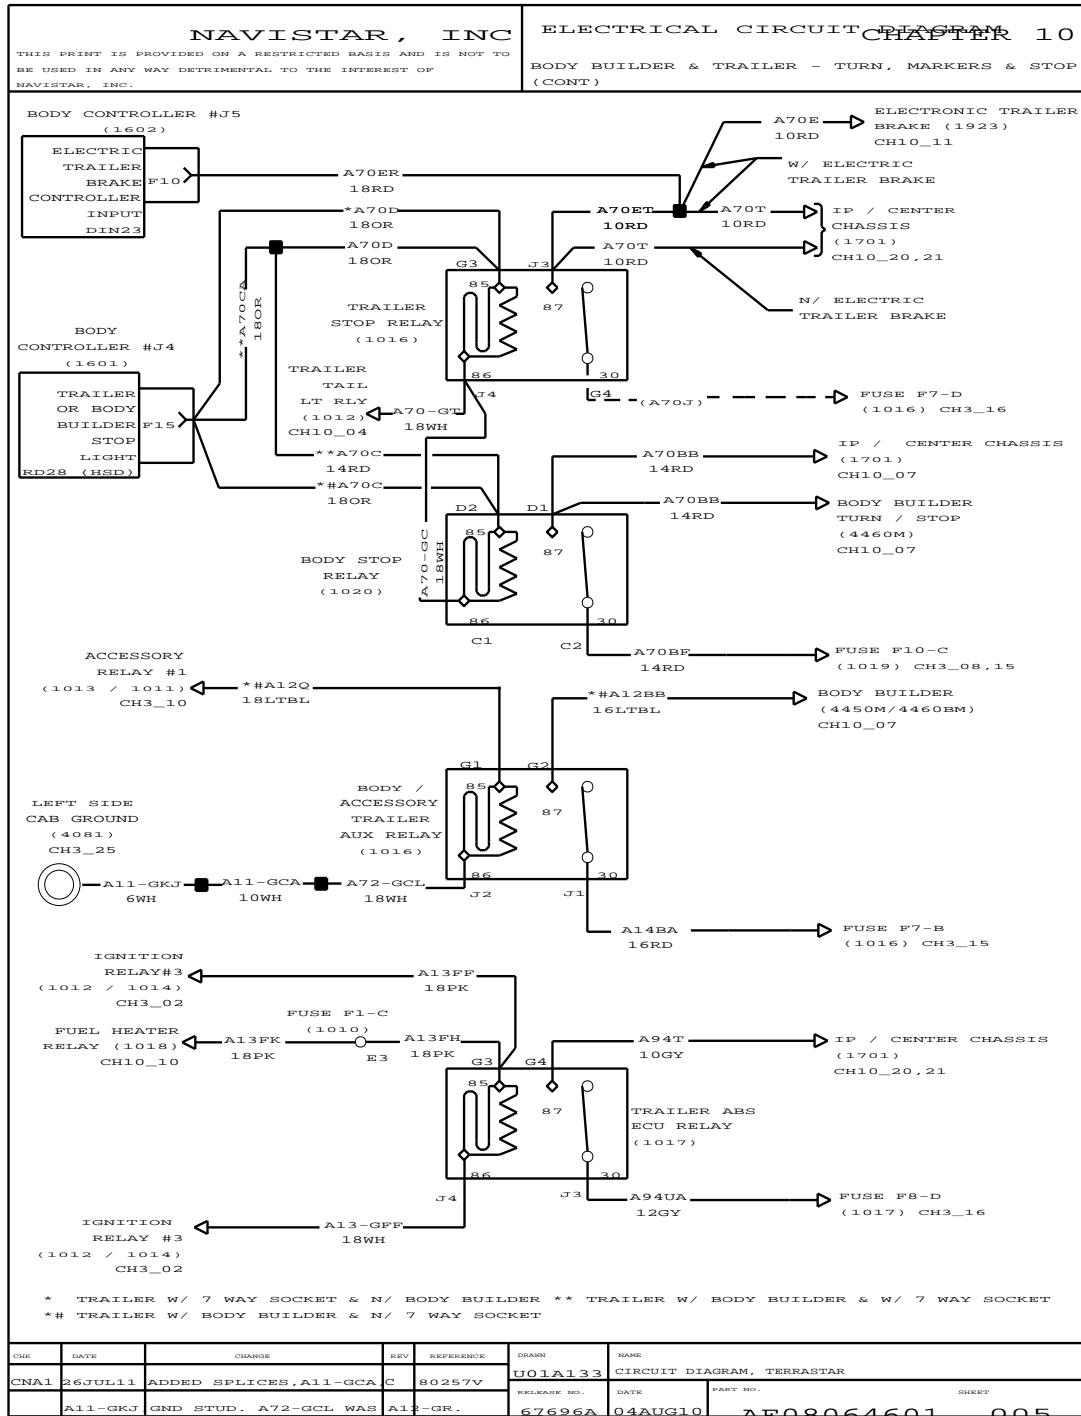 NAVISTAR, INC
THIS PRINT IS PROVIDED ON A RESTRICTED BASIS AND IS NOT TO
BE USED IN ANY WAY DETRIMENTAL TO THE INTEREST OF
NAVISTAR, INC.
ELECTRICAL CIRCUIT DIAGRAM
CHAPTER 10
BODY BUILDER & TRAILER - TURN, MARKERS & STOP
(CONT)
BODY CONTROLLER #J5
(1602)
ELECTRIC
TRAILER
BRAKE
CONTROLLER
INPUT
DIN23
F10
A70ER
18RD
*A70D
18OR
A70D
18OR
**A70CA
18OR
A70E
10RD
ELECTRONIC TRAILER
BRAKE (1923)
CH10_11
W/ ELECTRIC
TRAILER BRAKE
A70ET
10RD
A70T
10RD
IP / CENTER
CHASSIS
(1701)
CH10_20,21
A70T
10RD
N/ ELECTRIC
TRAILER BRAKE
G3
J3
85
87
86
30
J4
G4
TRAILER
STOP RELAY
(1016)
BODY
CONTROLLER #J4
(1601)
TRAILER
OR BODY
BUILDER
STOP
LIGHT
RD28 (HSD)
F15
TRAILER
TAIL
LT RLY
(1012)
CH10_04
A70-GT
18WH
(A70J)
FUSE F7-D
(1016) CH3_16
**A70C
14RD
*#A70C
18OR
A70BB
14RD
IP / CENTER CHASSIS
(1701)
CH10_07
A70BB
14RD
BODY BUILDER
TURN / STOP
(4460M)
CH10_07
A70-GC
18WH
D2
D1
85
87
86
30
C1
C2
BODY STOP
RELAY
(1020)
A70BF
14RD
FUSE F10-C
(1019) CH3_08,15
ACCESSORY
RELAY #1
(1013 / 1011)
CH3_10
*#A12Q
18LTBL
*#A12BB
16LTBL
BODY BUILDER
(4450M/4460BM)
CH10_07
G1
G2
85
87
86
30
J2
J1
BODY /
ACCESSORY
TRAILER
AUX RELAY
(1016)
LEFT SIDE
CAB GROUND
(4081)
CH3_25
A11-GKJ
6WH
A11-GCA
10WH
A72-GCL
18WH
A14BA
16RD
FUSE F7-B
(1016) CH3_15
IGNITION
RELAY#3
(1012 / 1014)
CH3_02
A13FF
18PK
FUSE F1-C
(1010)
FUEL HEATER
RELAY (1018)
CH10_10
A13FK
18PK
E3
A13FH
18PK
A94T
10GY
IP / CENTER CHASSIS
(1701)
CH10_20,21
G3
G4
85
87
86
30
J4
J3
TRAILER ABS
ECU RELAY
(1017)
A94UA
12GY
FUSE F8-D
(1017) CH3_16
IGNITION
RELAY #3
(1012 / 1014)
CH3_02
A13-GFF
18WH
* TRAILER W/ 7 WAY SOCKET & N/ BODY BUILDER ** TRAILER W/ BODY BUILDER & W/ 7 WAY SOCKET
*# TRAILER W/ BODY BUILDER & N/ 7 WAY SOCKET
CHK DATE CHANGE REV REFERENCE DRAWN NAME
CNA1 26JUL11 ADDED SPLICES,A11-GCA, C 80257V U01A133 CIRCUIT DIAGRAM, TERRASTAR
RELEASE NO. DATE PART NO. SHEET
A11-GKJ,GND STUD. A72-GCL WAS A12-GR. 67696A 04AUG10 AF08064601 005